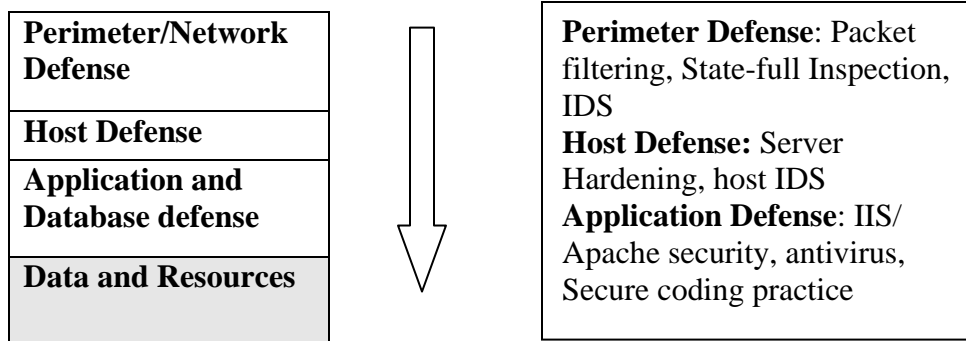 Perimeter/Network
Defense
Host Defense
Application and
Database defense
Data and Resources
Perimeter Defense: Packet
filtering, State-full Inspection,
IDS
Host Defense: Server
Hardening, host IDS
Application Defense: IIS/
Apache security, antivirus,
Secure coding practice